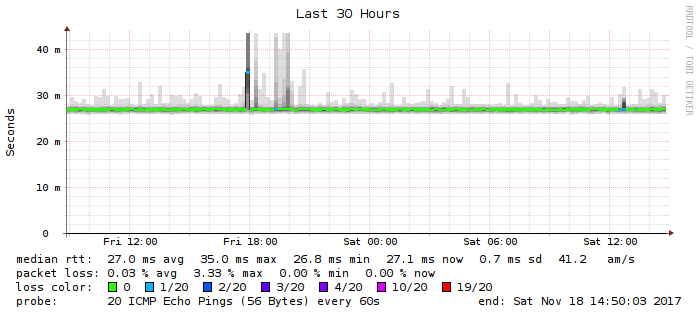 Last 30 Hours
RRDTOOL / TOBI OETIKER
Seconds
40 m
30 m
20 m
10 m
0
Fri 12:00 Fri 18:00 Sat 00:00 Sat 06:00 Sat 12:00
median rtt: 27.0 ms avg 35.0 ms max 26.8 ms min 27.1 ms now 0.7 ms sd 41.2 am/s
packet loss: 0.03 % avg 3.33 % max 0.00 % min 0.00 % now
loss color: 0 1/20 2/20 3/20 4/20 10/20 19/20
probe: 20 ICMP Echo Pings (56 Bytes) every 60s end: Sat Nov 18 14:50:03 2017